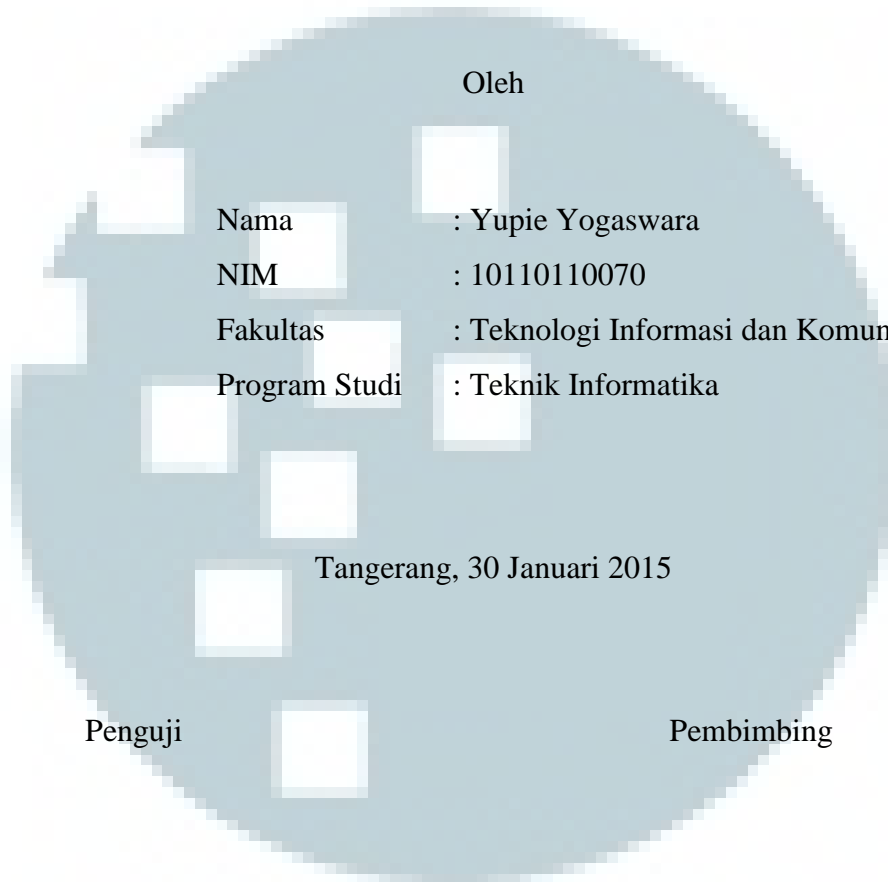 Oleh
Nama : Yupie Yogaswara
NIM : 10110110070
Fakultas : Teknologi Informasi dan Komun
Program Studi : Teknik Informatika
Tangerang, 30 Januari 2015
Penguji Pembimbing